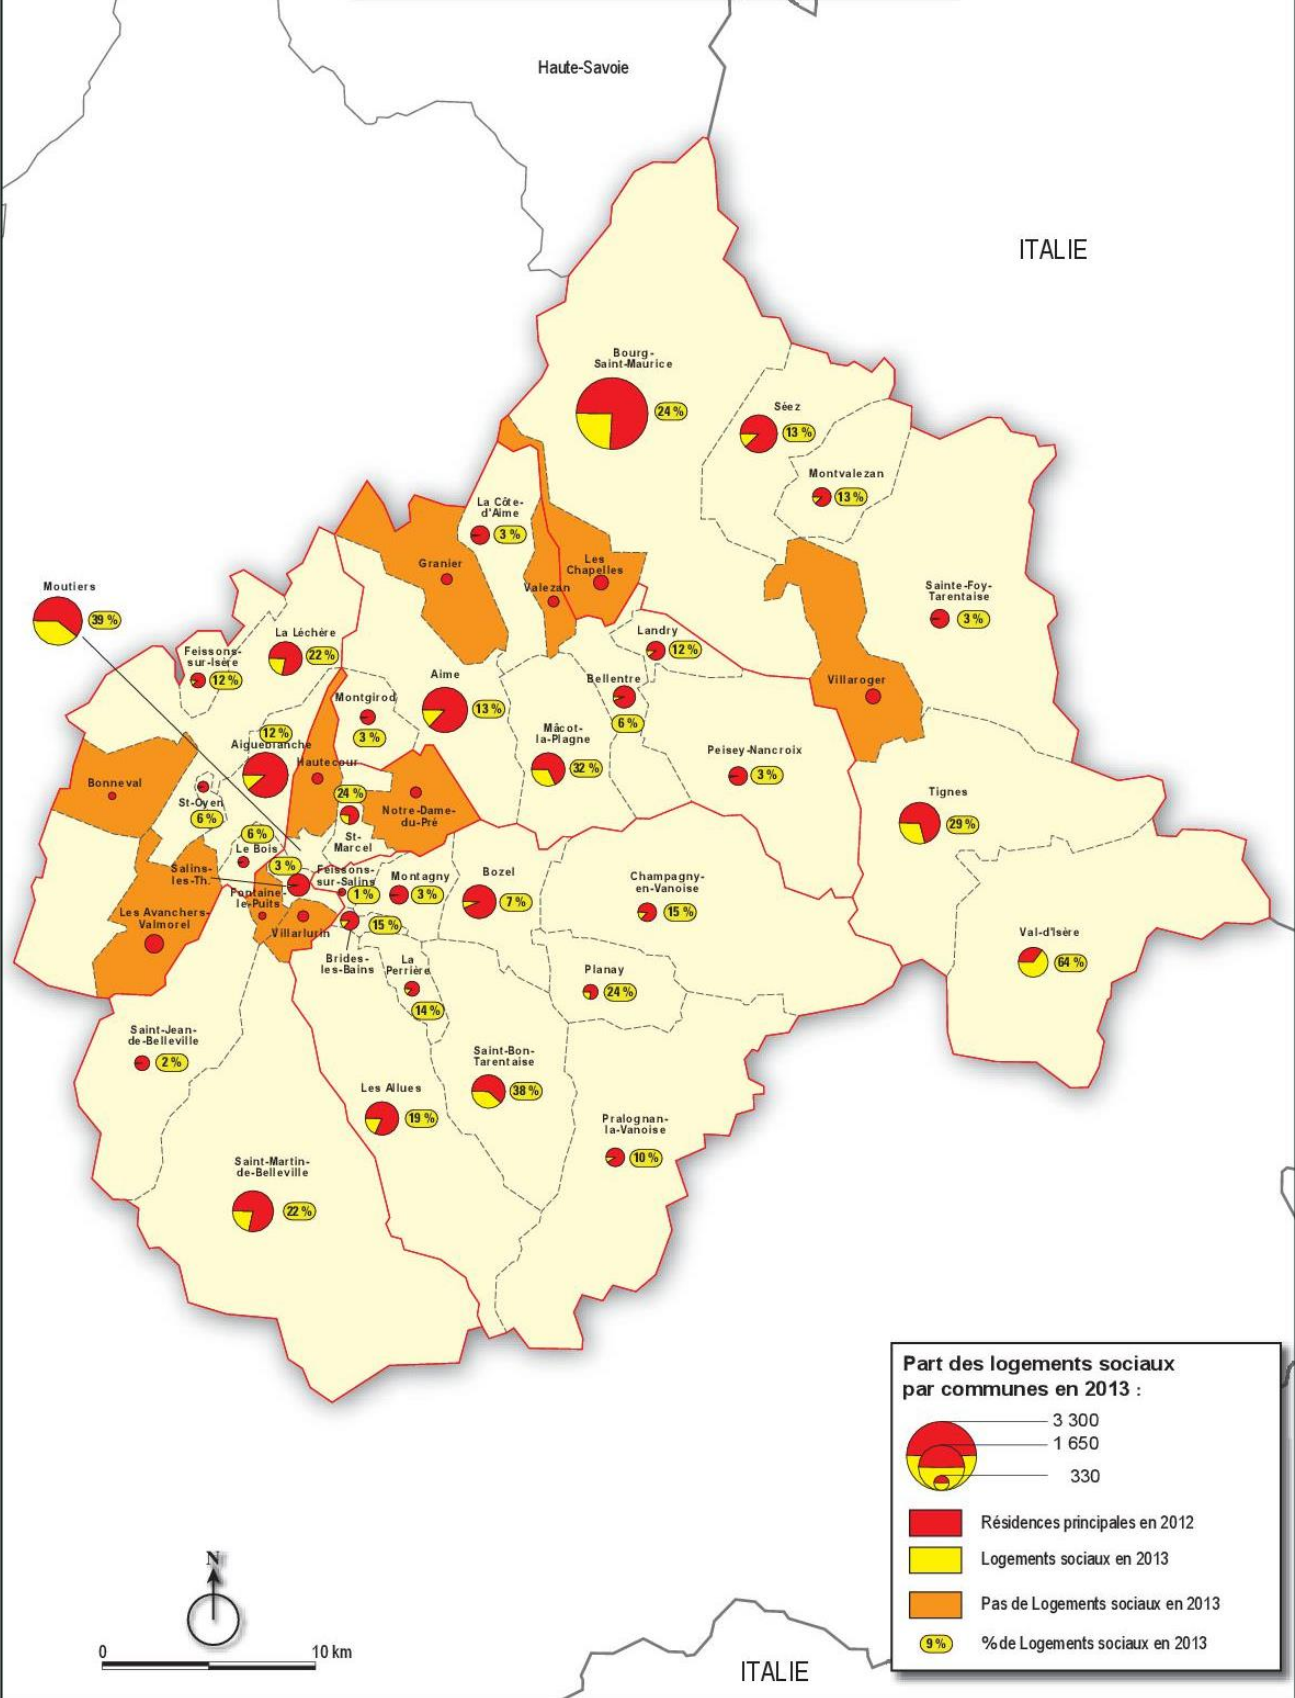 Haute-Savoie
ITALIE
Bourg-
Saint-Maurice
24 %
Séez
13 %
Montvalezan
13 %
La Côte-
d'Aime
3 %
Granier
Les
Chapelles
Valezan
Sainte-Foy-
Tarentaise
3 %
Moutiers
39 %
La Léchère
22 %
Feissons-
sur-Isère
12 %
Landry
12 %
Aime
13 %
Bellentre
6 %
Villaroger
Montgirod
3 %
Mâcot-
la-Plagne
32 %
12 %
Aigueblanche
Hautecour
Peisey-Nancroix
3 %
Bonneval
St-Oyen
6 %
24 %
St-
Marcel
Notre-Dame-
du-Pré
Tignes
29 %
6 %
Le Bois
3 %
Salins-
les-Th.
Feissons-
sur-Salins
1 %
Montagny
3 %
Bozel
7 %
Champagny-
en-Vanoise
15 %
Fontaine-
le-Puits
Les Avanchers-
Valmorel
Villarlurin
15 %
Brides-
les-Bains
Val-d'Isère
64 %
La
Perrière
14 %
Planay
24 %
Saint-Jean-
de-Belleville
2 %
Saint-Bon-
Tarentaise
38 %
Les Allues
19 %
Pralognan-
la-Vanoise
10 %
Saint-Martin-
de-Belleville
22 %
Part des logements sociaux
par communes en 2013 :
3 300
1 650
330
Résidences principales en 2012
Logements sociaux en 2013
Pas de Logements sociaux en 2013
9 % % de Logements sociaux en 2013
N
0 10 km
ITALIE